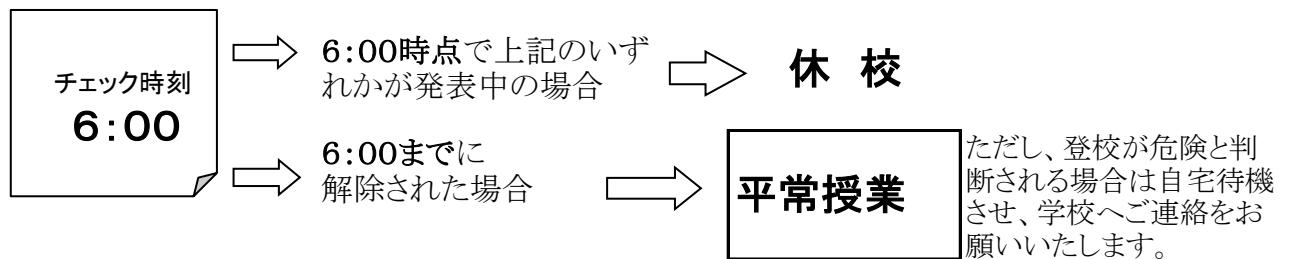 チェック時刻
6:00
6:00時点で上記のいず
れかが発表中の場合
休 校
6:00までに
解除された場合
平常授業
ただし、登校が危険と判
断される場合は自宅待機
させ、学校へご連絡をお
願いいたします。